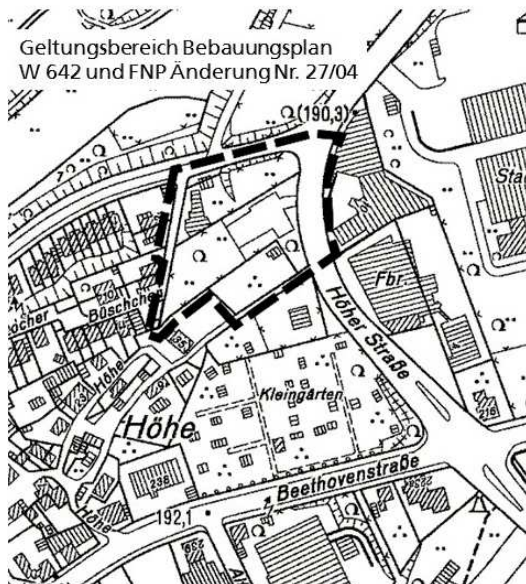 Geltungsbereich Bebauungsplan
W 642 und FNP Änderung Nr. 27/04
(190,3)
Fbr.
Höher Straße
Büschchen
Höhe
Kleingärten
Höhe
Beethovenstraße
238
192,1
Höhe
216